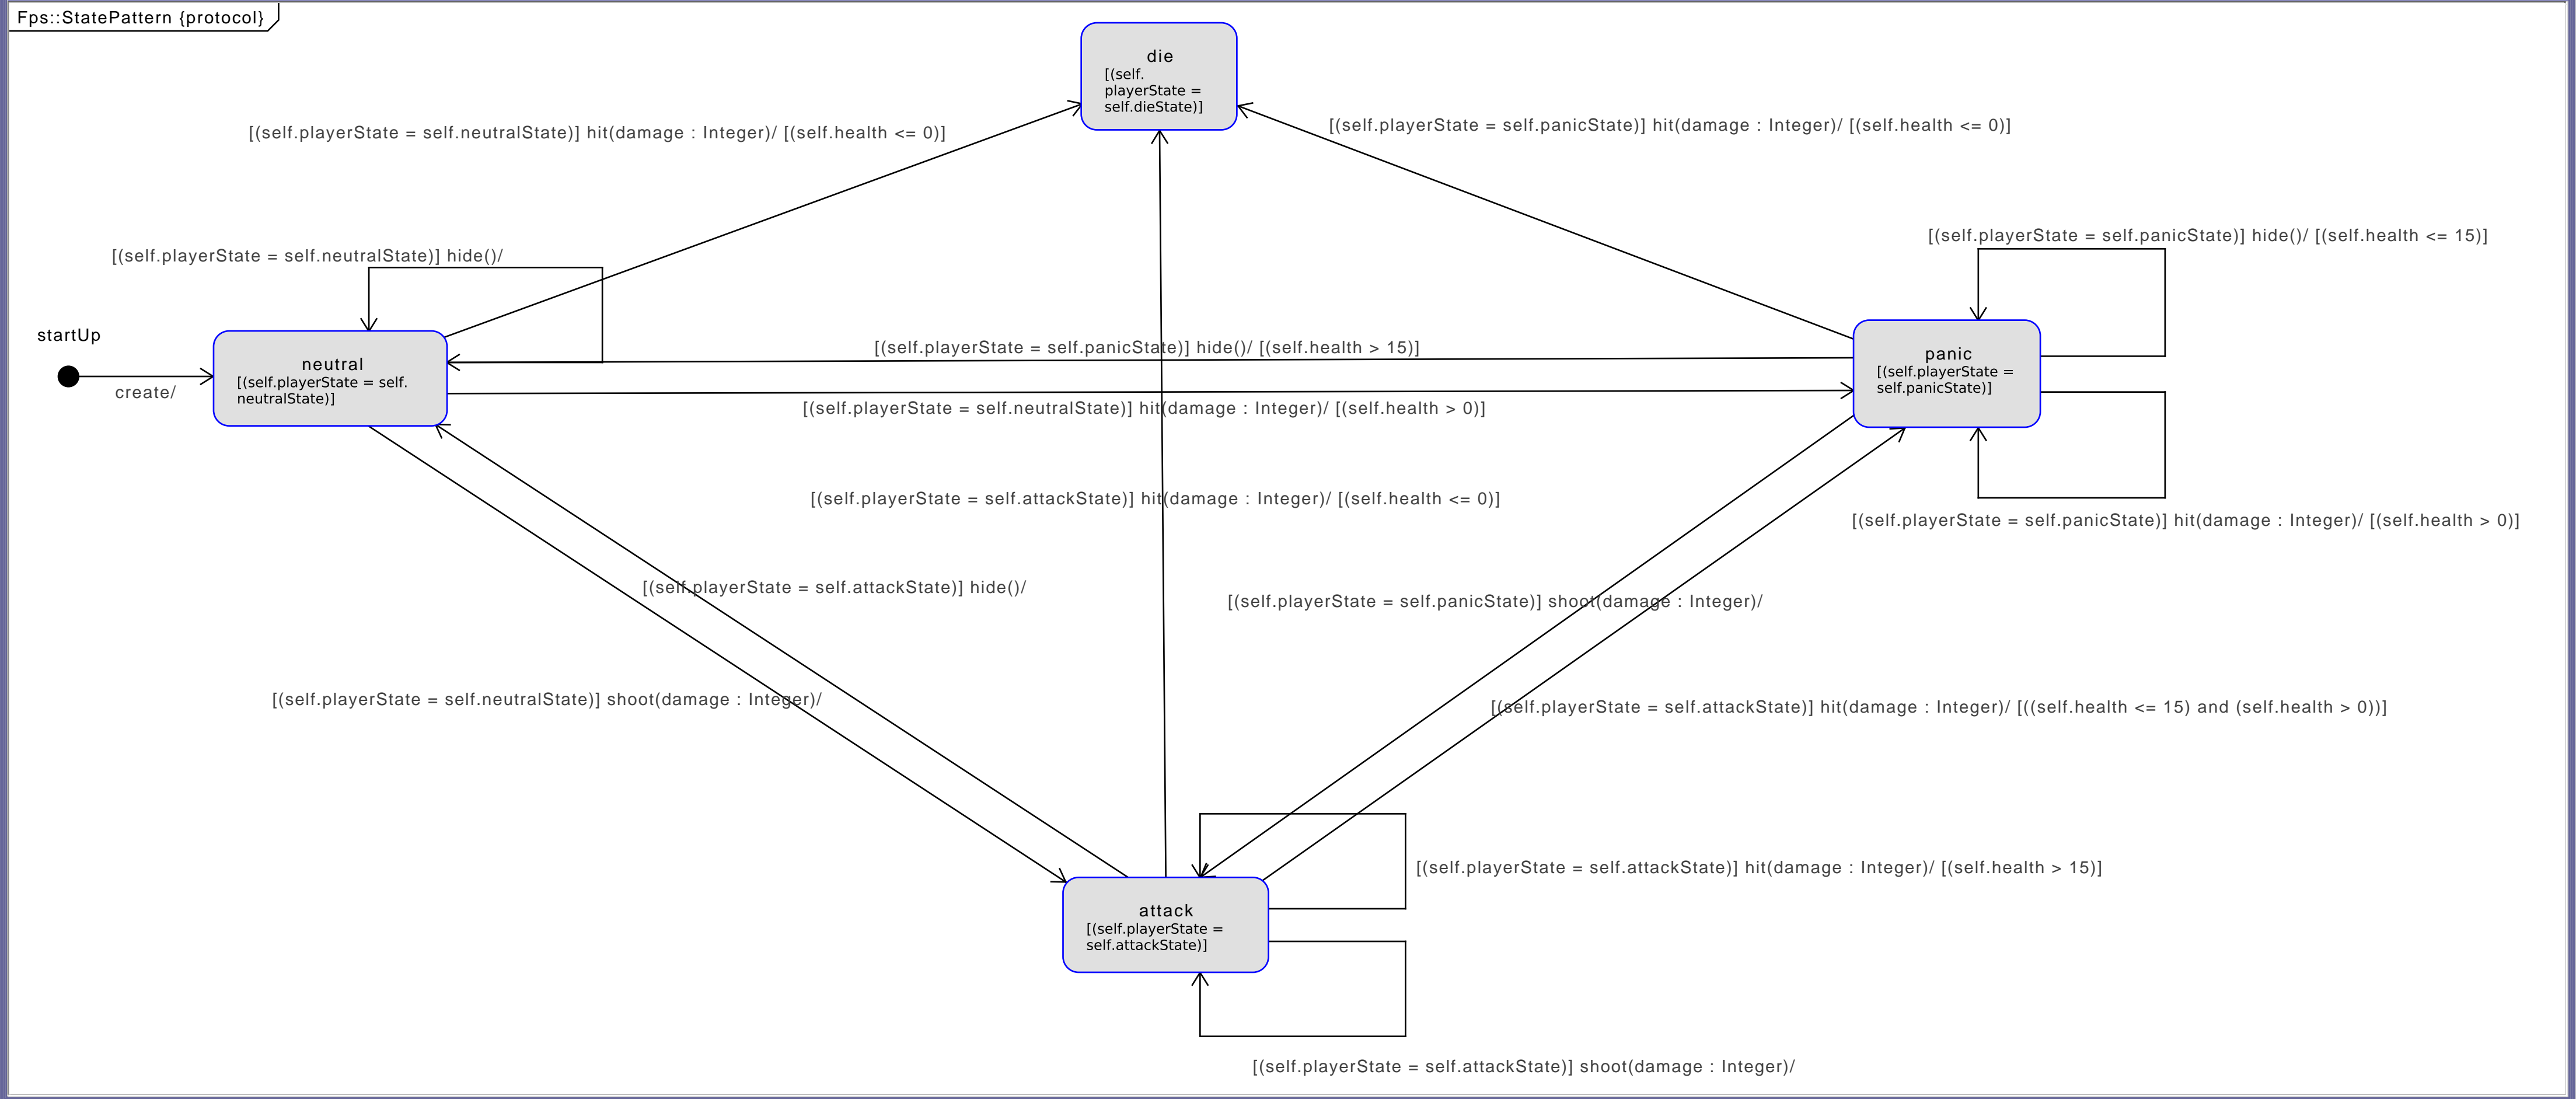 Fps::StatePattern {protocol}
die
[(self.
playerState =
self.dieState)]
[(self.playerState = self.neutralState)] hit(damage : Integer)/ [(self.health <= 0)]
[(self.playerState = self.panicState)] hit(damage : Integer)/ [(self.health <= 0)]
[(self.playerState = self.neutralState)] hide()/
[(self.playerState = self.panicState)] hide()/ [(self.health <= 15)]
startUp
create/
neutral
[(self.playerState = self.
neutralState)]
[(self.playerState = self.panicState)] hide()/ [(self.health > 15)]
panic
[(self.playerState =
self.panicState)]
[(self.playerState = self.neutralState)] hit(damage : Integer)/ [(self.health > 0)]
[(self.playerState = self.attackState)] hit(damage : Integer)/ [(self.health <= 0)]
[(self.playerState = self.panicState)] hit(damage : Integer)/ [(self.health > 0)]
[(self.playerState = self.attackState)] hide()/
[(self.playerState = self.panicState)] shoot(damage : Integer)/
[(self.playerState = self.neutralState)] shoot(damage : Integer)/
[(self.playerState = self.attackState)] hit(damage : Integer)/ [((self.health <= 15) and (self.health > 0))]
[(self.playerState = self.attackState)] hit(damage : Integer)/ [(self.health > 15)]
attack
[(self.playerState =
self.attackState)]
[(self.playerState = self.attackState)] shoot(damage : Integer)/